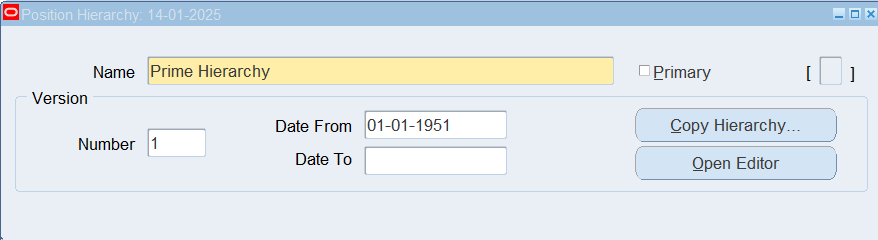 Position Hierarchy: 14-01-2025
Name Prime Hierarchy Primary [ ]
Version
Number 1
Date From 01-01-1951
Date To
Copy Hierarchy...
Open Editor